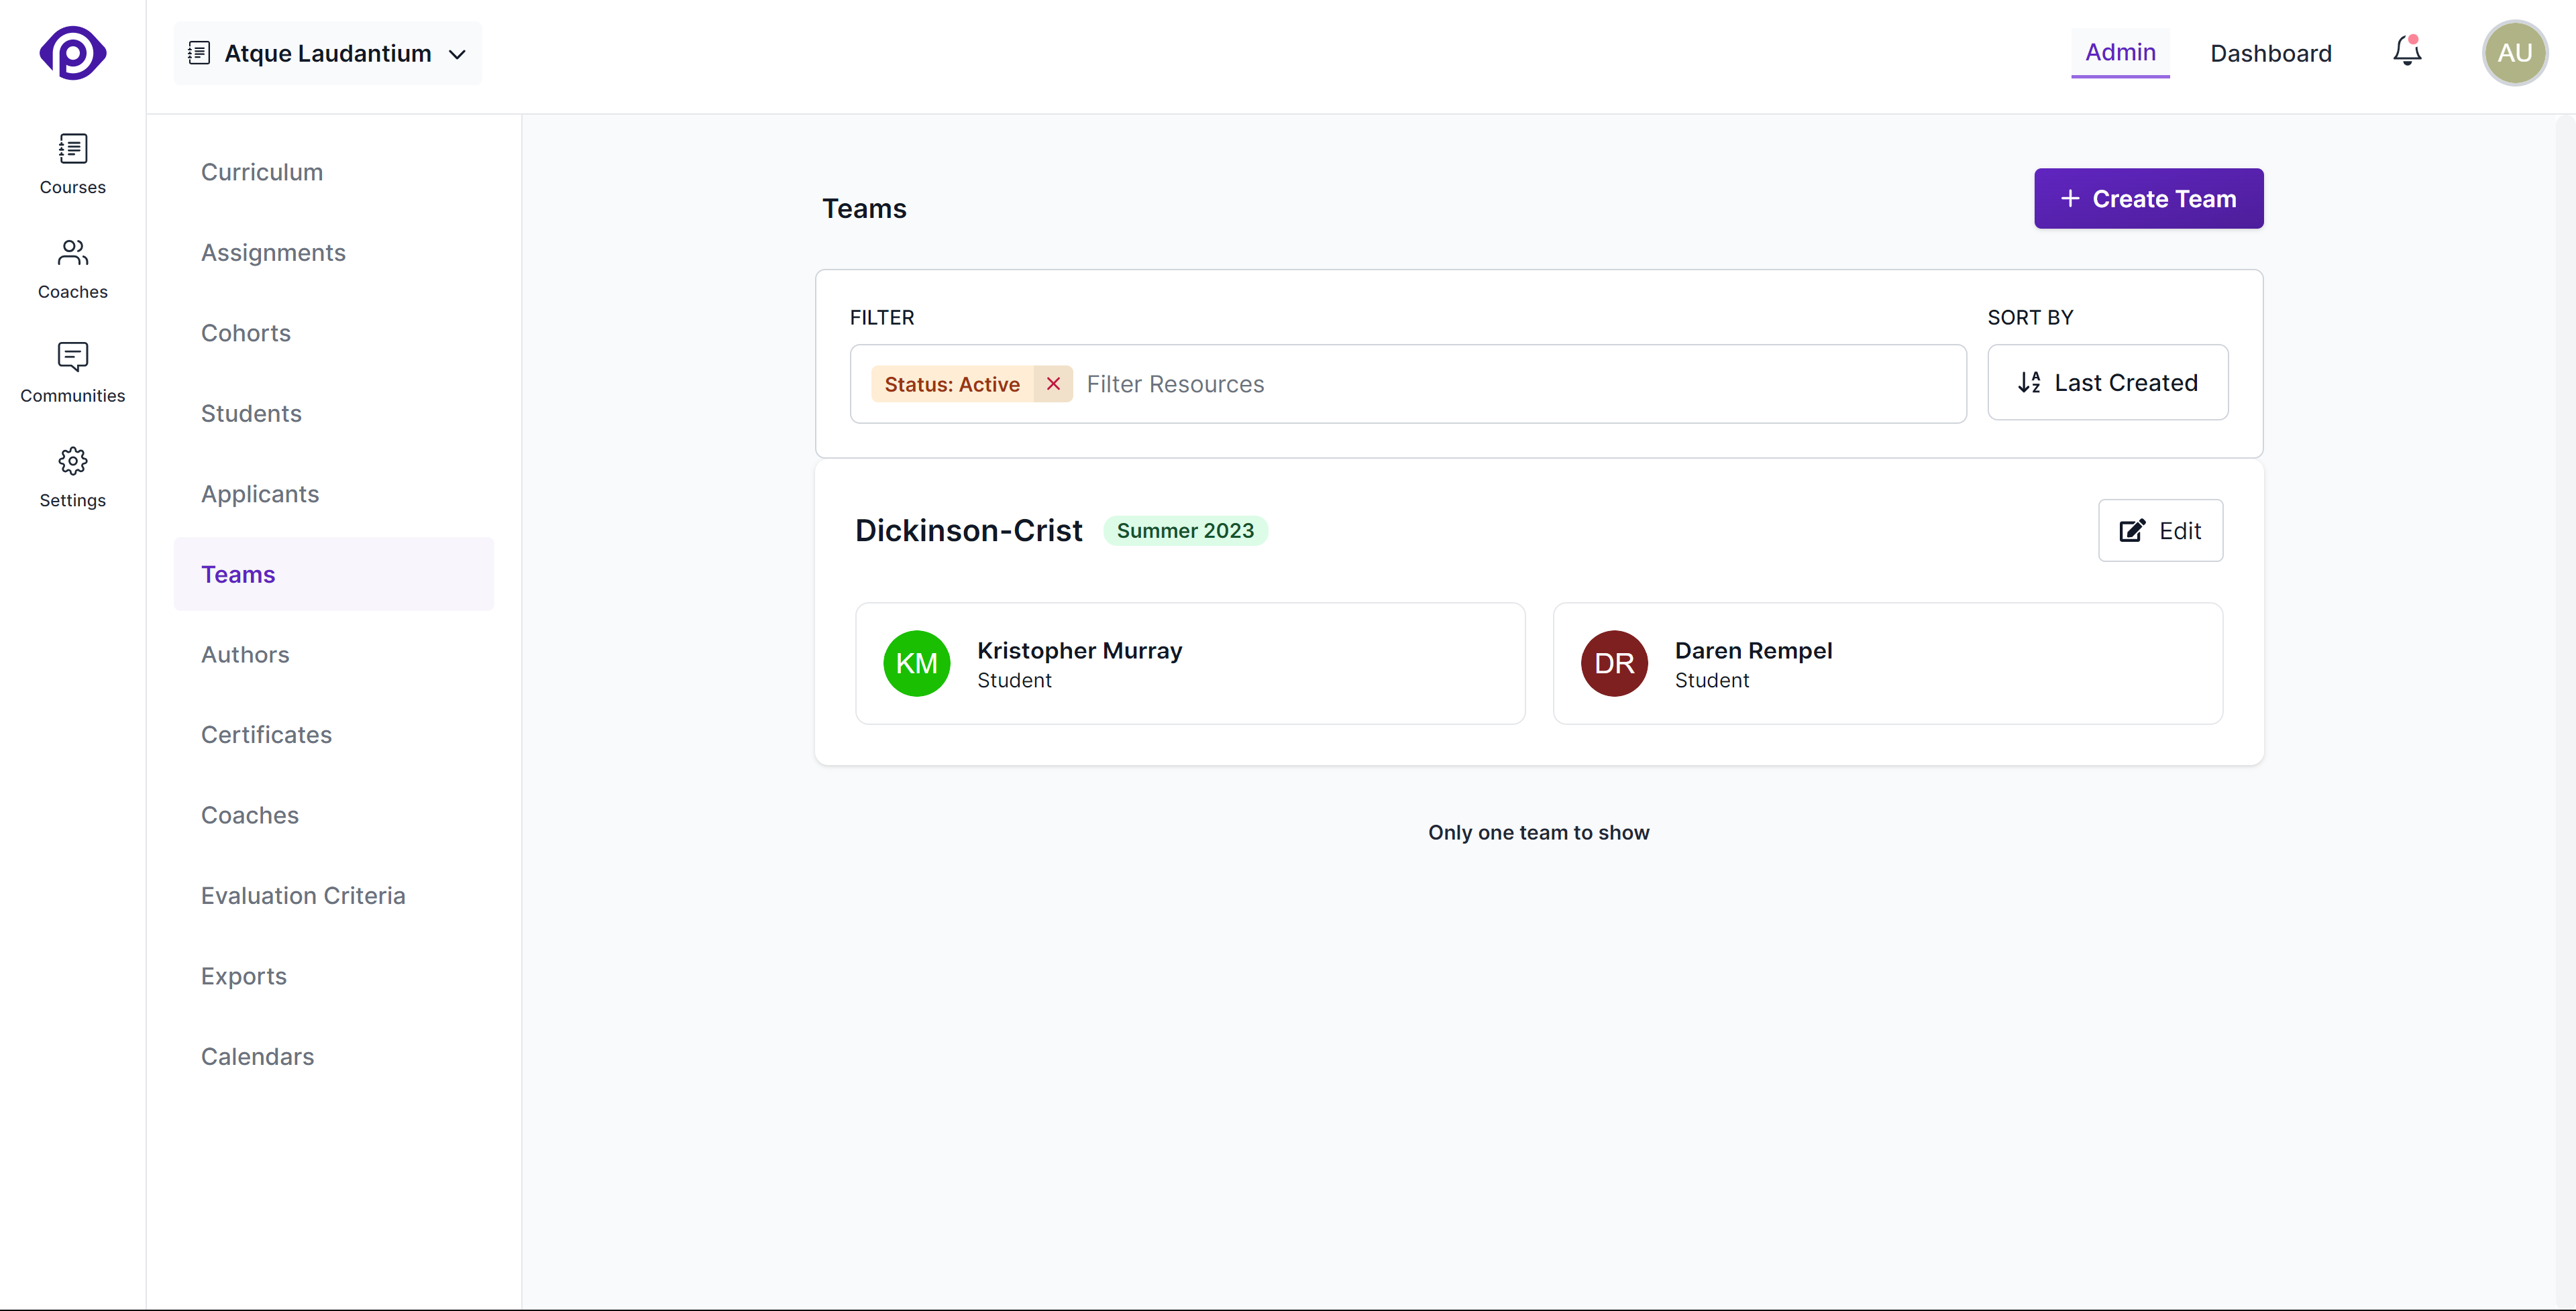 Atque Laudantium
Admin
Dashboard
AU
Courses
Coaches
Communities
Settings
Curriculum
Assignments
Cohorts
Students
Applicants
Teams
Authors
Certificates
Coaches
Evaluation Criteria
Exports
Calendars
Teams
+ Create Team
FILTER
Status: Active
Filter Resources
SORT BY
Last Created
Dickinson-Crist
Summer 2023
Edit
KM
Kristopher Murray
Student
DR
Daren Rempel
Student
Only one team to show